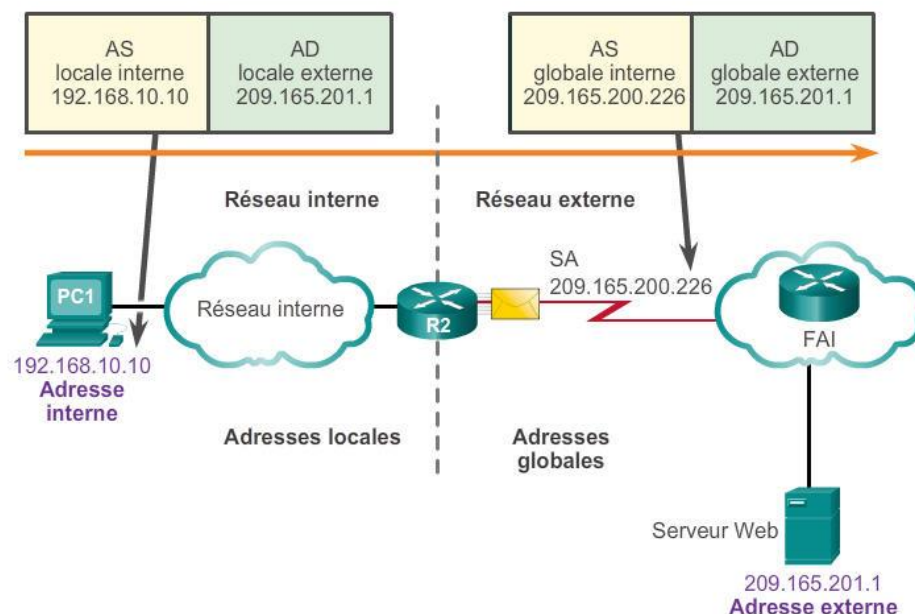 AS
locale interne
192.168.10.10
AD
locale externe
209.165.201.1
AS
globale interne
209.165.200.226
AD
globale externe
209.165.201.1
Réseau interne
Réseau externe
PC1
Réseau interne
R2
SA
209.165.200.226
FAI
192.168.10.10
Adresse
interne
Adresses locales
Adresses
globales
Serveur Web
209.165.201.1
Adresse externe